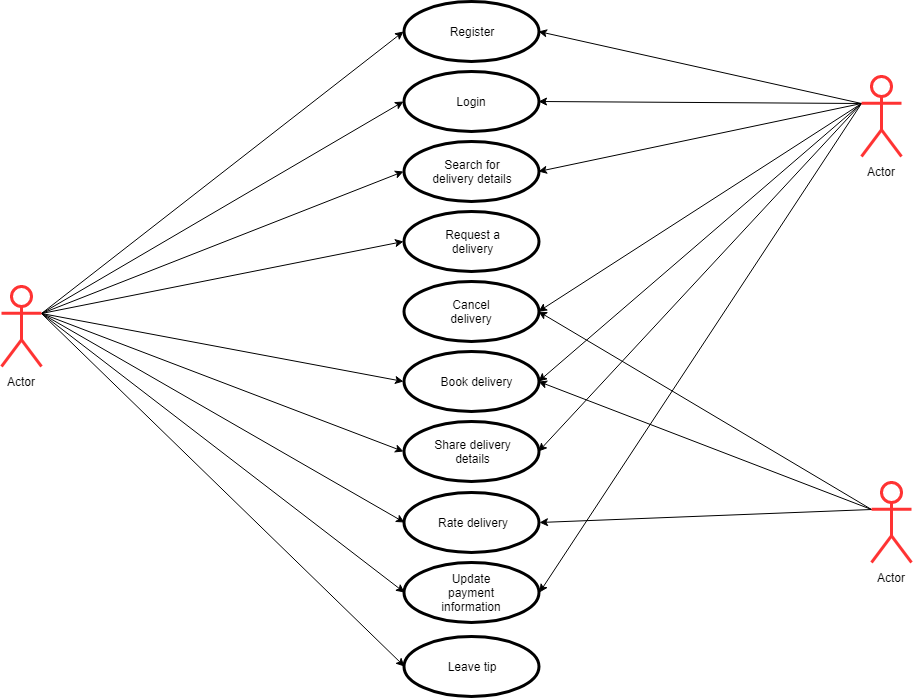 Register
Login
Actor
Search for
delivery details
Request a
delivery
Cancel
delivery
Actor
Book delivery
Share delivery
details
Rate delivery
Actor
Update
payment
information
Leave tip